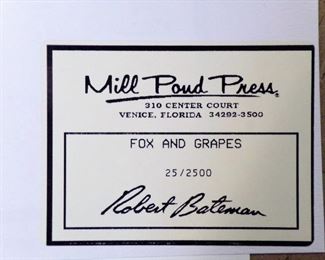 Mill Pond Press®
310 CENTER COURT
VENICE, FLORIDA 34292-3500
FOX AND GRAPES
25/2500
Robert Bateman